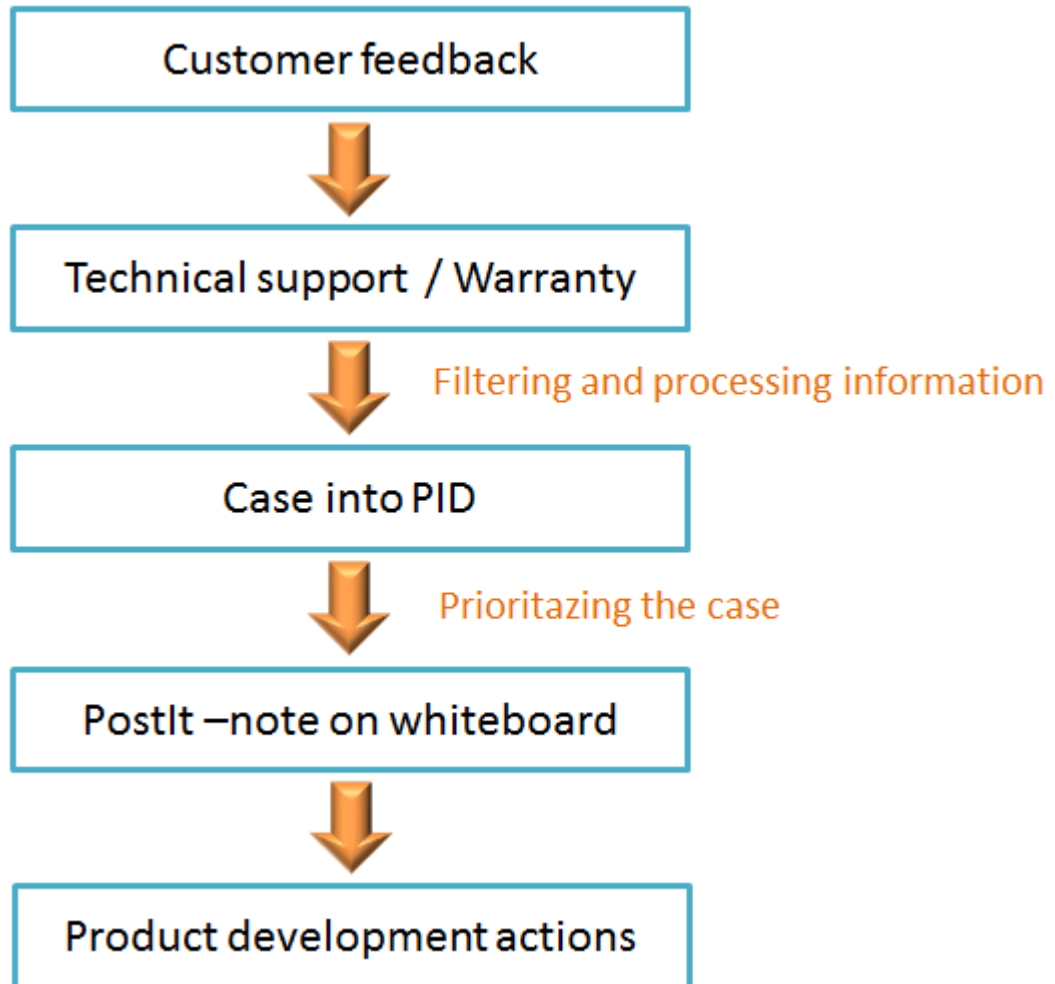 Customer feedback
Technical support / Warranty
Filtering and processing information
Case into PID
Prioritazing the case
PostIt –note on whiteboard
Product development actions